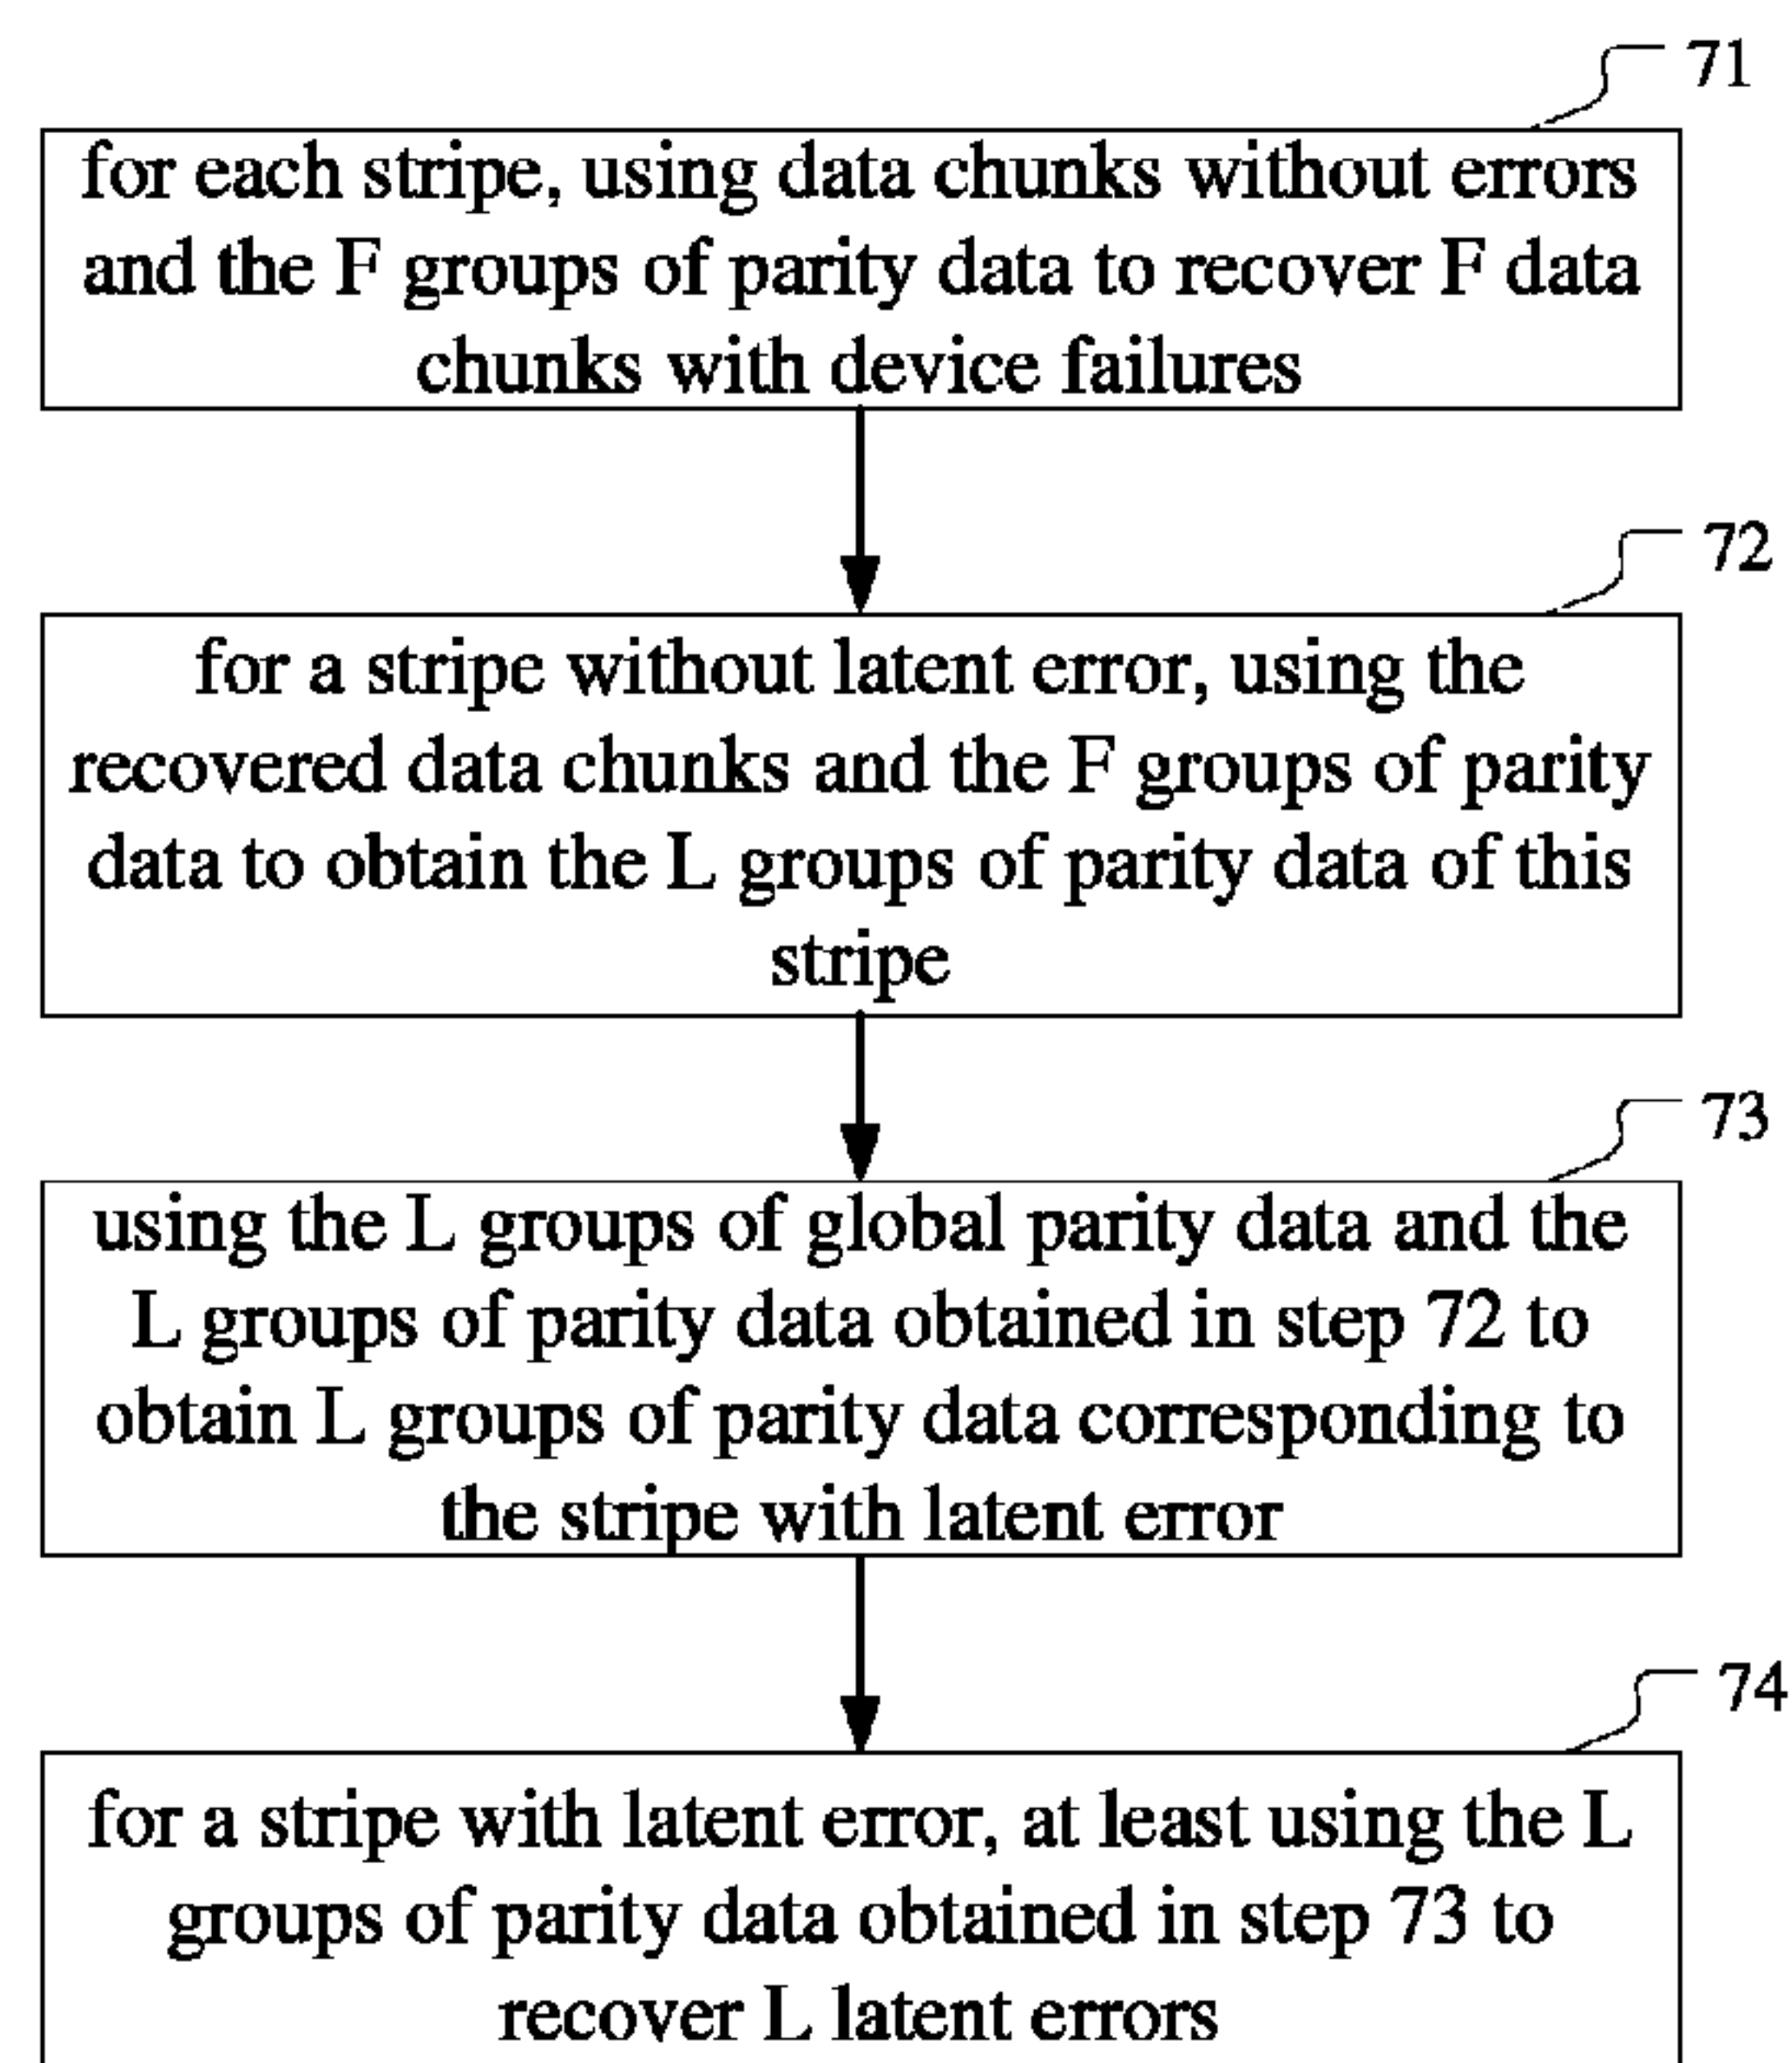 71
for each stripe, using data chunks without errors
and the F groups of parity data to recover F data
chunks with device failures
72
for a stripe without latent error, using the
recovered data chunks and the F groups of parity
data to obtain the L groups of parity data of this
stripe
73
using the L groups of global parity data and the
L groups of parity data obtained in step 72 to
obtain L groups of parity data corresponding to
the stripe with latent error
74
for a stripe with latent error, at least using the L
groups of parity data obtained in step 73 to
recover L latent errors